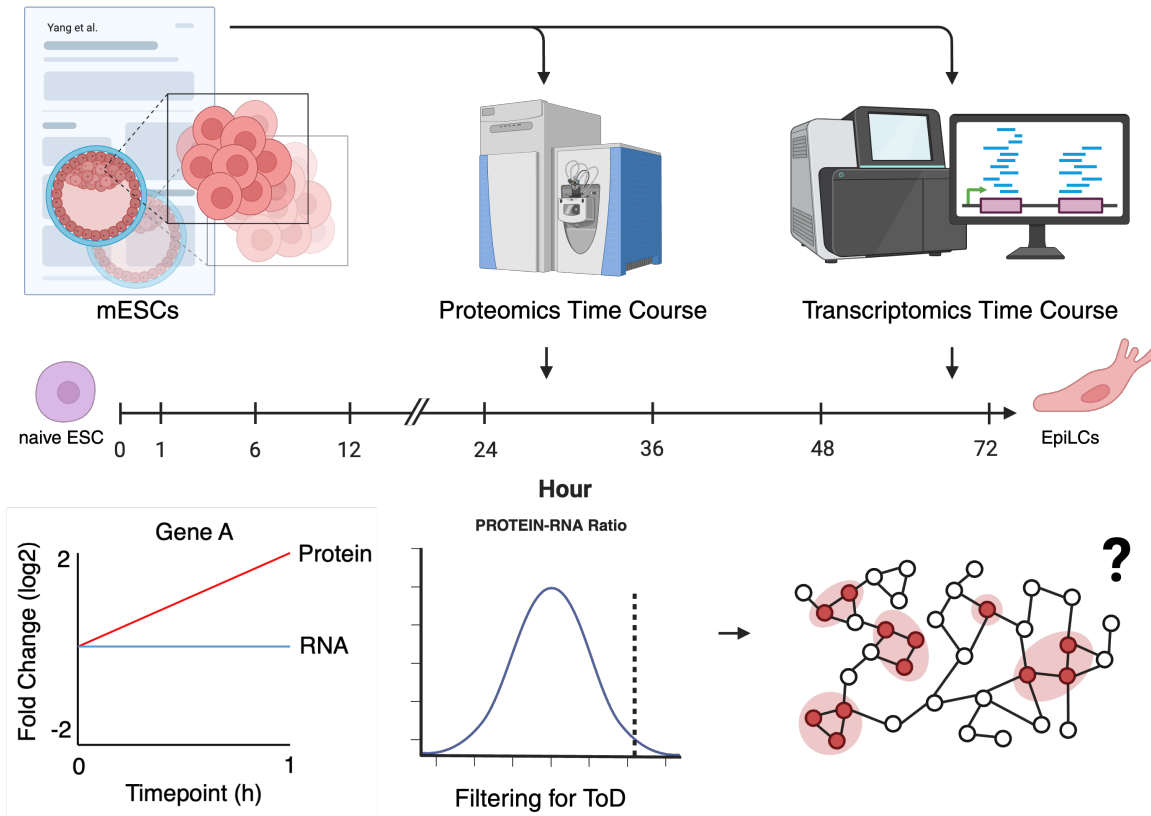 Yang et al.
mESCs
Proteomics Time Course
Transcriptomics Time Course
naive ESC
0 1 6 12 24 36 48 72
EpiLCs
Hour
Gene A
Fold Change (log2)
2
-2
Protein
RNA
0 1
Timepoint (h)
PROTEIN-RNA Ratio
Filtering for ToD
?